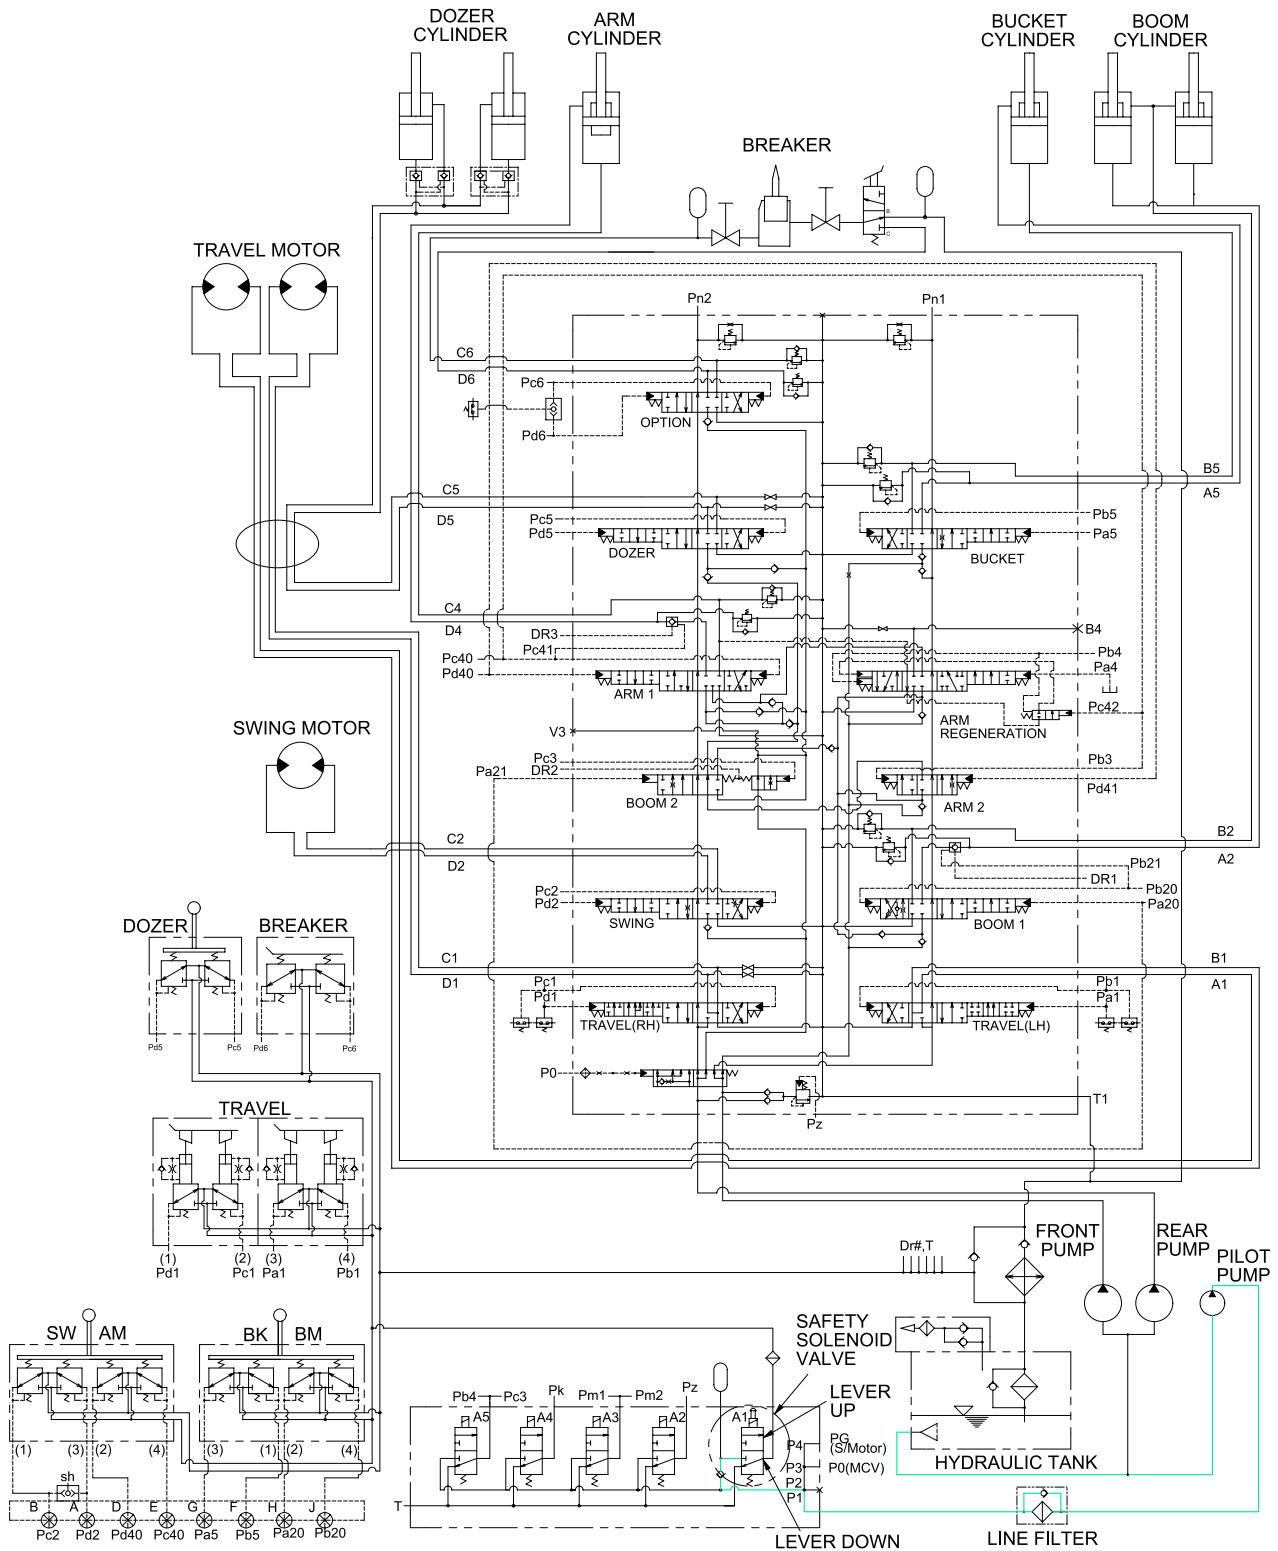 DOZER
CYLINDER
ARM
CYLINDER
BUCKET
CYLINDER
BOOM
CYLINDER
BREAKER
B
C
TRAVEL MOTOR
Pn2
Pn1
C6
D6
Pc6
OPTION
Pd6
B5
A5
C5
D5
Pc5
Pd5
DOZER
Pb5
Pa5
BUCKET
C4
D4
DR3
Pc41
B4
Pc40
Pd40
ARM 1
Pb4
Pa4
Pc42
ARM
REGENERATION
SWING MOTOR
V3
Pc3
DR2
Pa21
BOOM 2
Pb3
Pd41
ARM 2
C2
D2
B2
A2
Pb21
DR1
Pc2
Pd2
SWING
Pb20
Pa20
BOOM 1
DOZER
BREAKER
C1
D1
B1
A1
Pc1
Pd1
TRAVEL(RH)
Pb1
Pa1
TRAVEL(LH)
Pd5
Pc5
Pd6
Pc6
P0
T1
Pz
TRAVEL
(1)
(2)
(3)
(4)
Pd1
Pc1
Pa1
Pb1
Dr#,T
FRONT
PUMP
REAR
PUMP
PILOT
PUMP
SW
AM
BK
BM
SAFETY
SOLENOID
VALVE
LEVER
UP
Pb4
Pc3
Pk
Pm1
Pm2
Pz
A5
A4
A3
A2
A1
(1)
(3)
(2)
(4)
(3)
(1)
(2)
(4)
P4
PG
(S/Motor)
P3
P0(MCV)
P2
P1
T
HYDRAULIC TANK
sh
B
A
D
E
G
F
H
J
Pc2
Pd2
Pd40
Pc40
Pa5
Pb5
Pa20
Pb20
LEVER DOWN
LINE FILTER